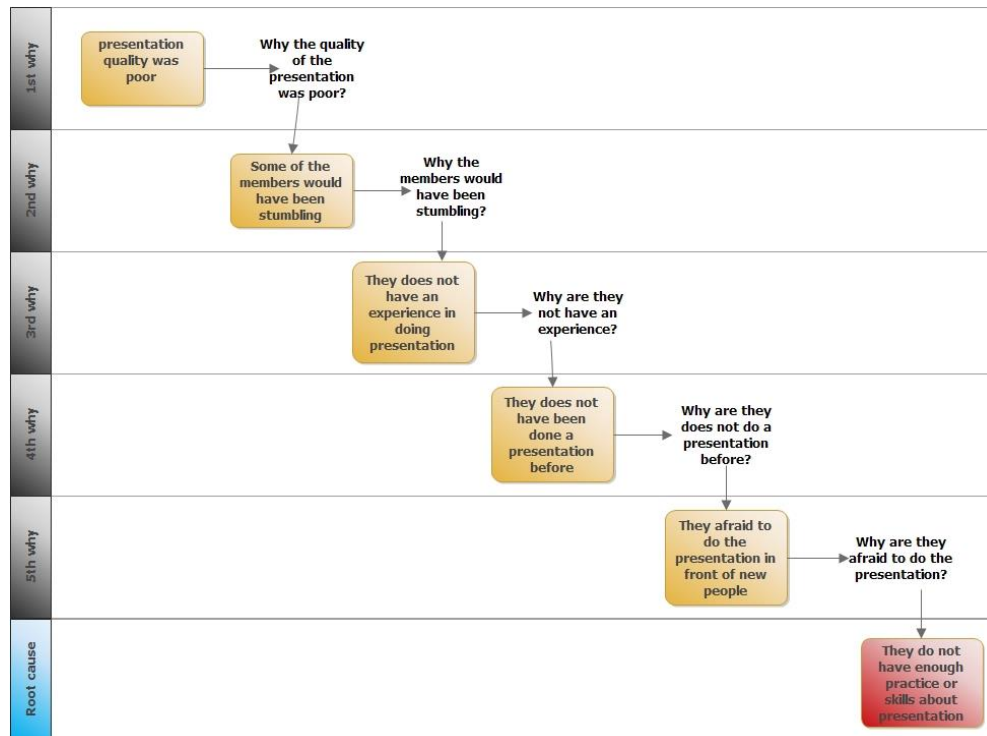 1st why
presentation
quality was
poor
Why the quality
of the
presentation
was poor?
2nd why
Some of the
members would
have been
stumbling
Why the
members would
have been
stumbling?
3rd why
They does not
have an
experience in
doing
presentation
Why are they
not have an
experience?
4th why
They does not
have been
done a
presentation
before
Why are they
does not do a
presentation
before?
5th why
They afraid to
do the
presentation in
front of new
people
Why are they
afraid to do the
presentation?
Root cause
They do not
have enough
practice or
skills about
presentation